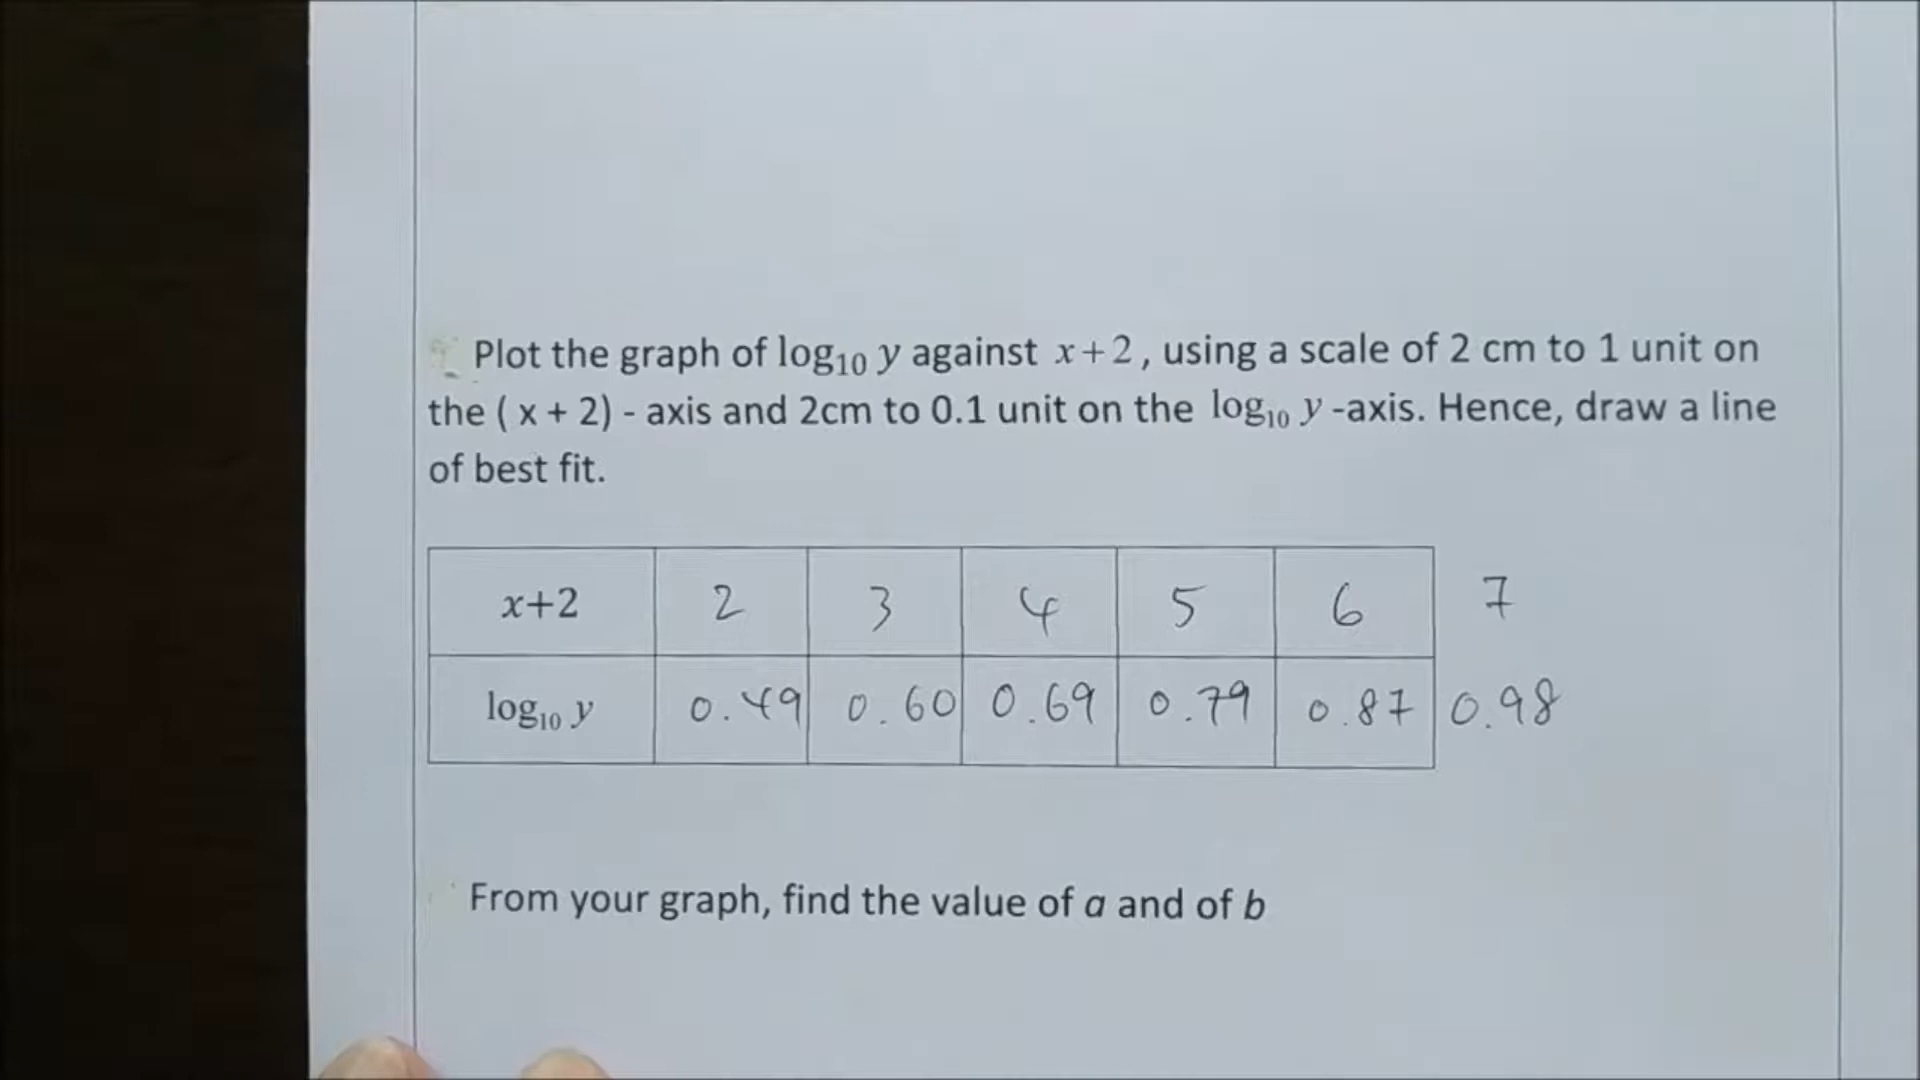 Plot the graph of log₁₀ y against x+2, using a scale of 2 cm to 1 unit on
the ( x + 2) - axis and 2cm to 0.1 unit on the log₁₀ y -axis. Hence, draw a line
of best fit.
x+2 2 3 4 5 6 7
log₁₀ y 0.49 0.60 0.69 0.79 0.87 0.98
From your graph, find the value of a and of b